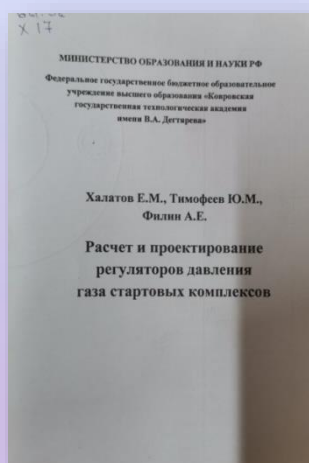 Х 17
МИНИСТЕРСТВО ОБРАЗОВАНИЯ И НАУКИ РФ
Федеральное государственное бюджетное образовательное
учреждение высшего образования «Ковровская
государственная технологическая академия
имени В.А. Дегтярева»
Халатов Е.М., Тимофеев Ю.М.,
Филин А.Е.
Расчет и проектирование
регуляторов давления
газа стартовых комплексов